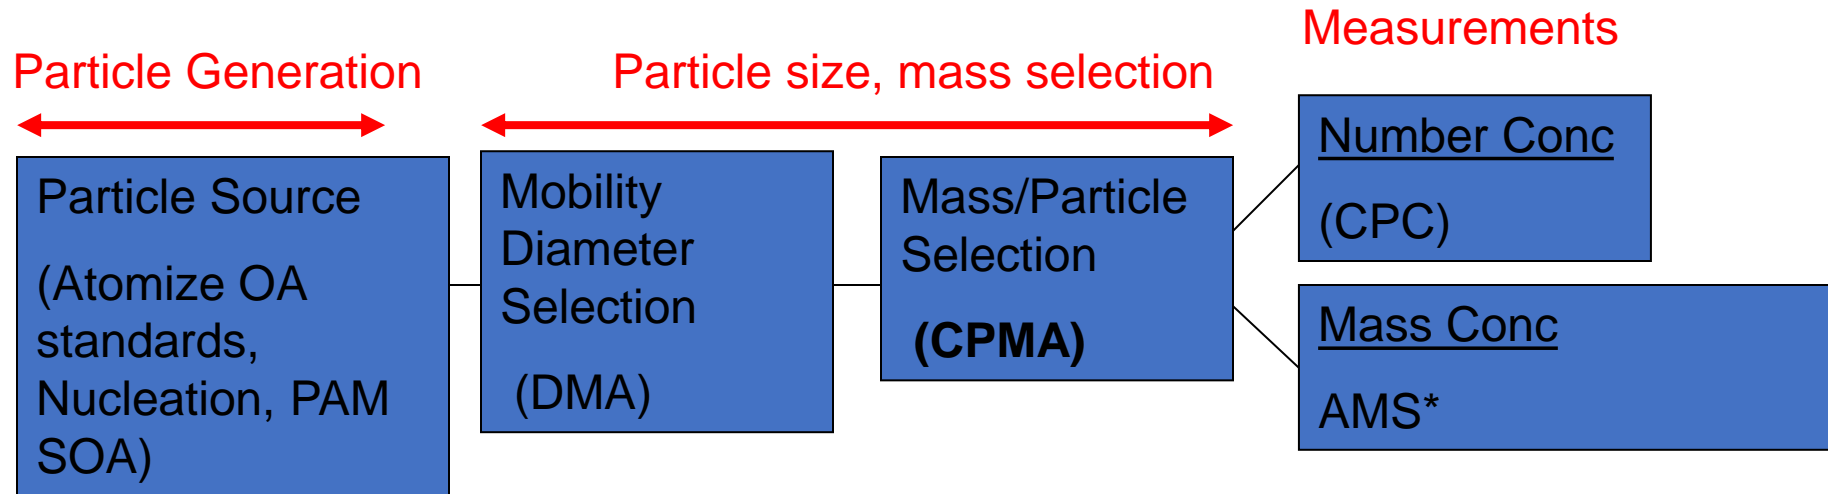 Particle Generation
Particle size, mass selection
Measurements
Particle Source
(Atomize OA
standards,
Nucleation, PAM
SOA)
Mobility
Diameter
Selection
(DMA)
Mass/Particle
Selection
(CPMA)
Number Conc
(CPC)
Mass Conc
AMS*